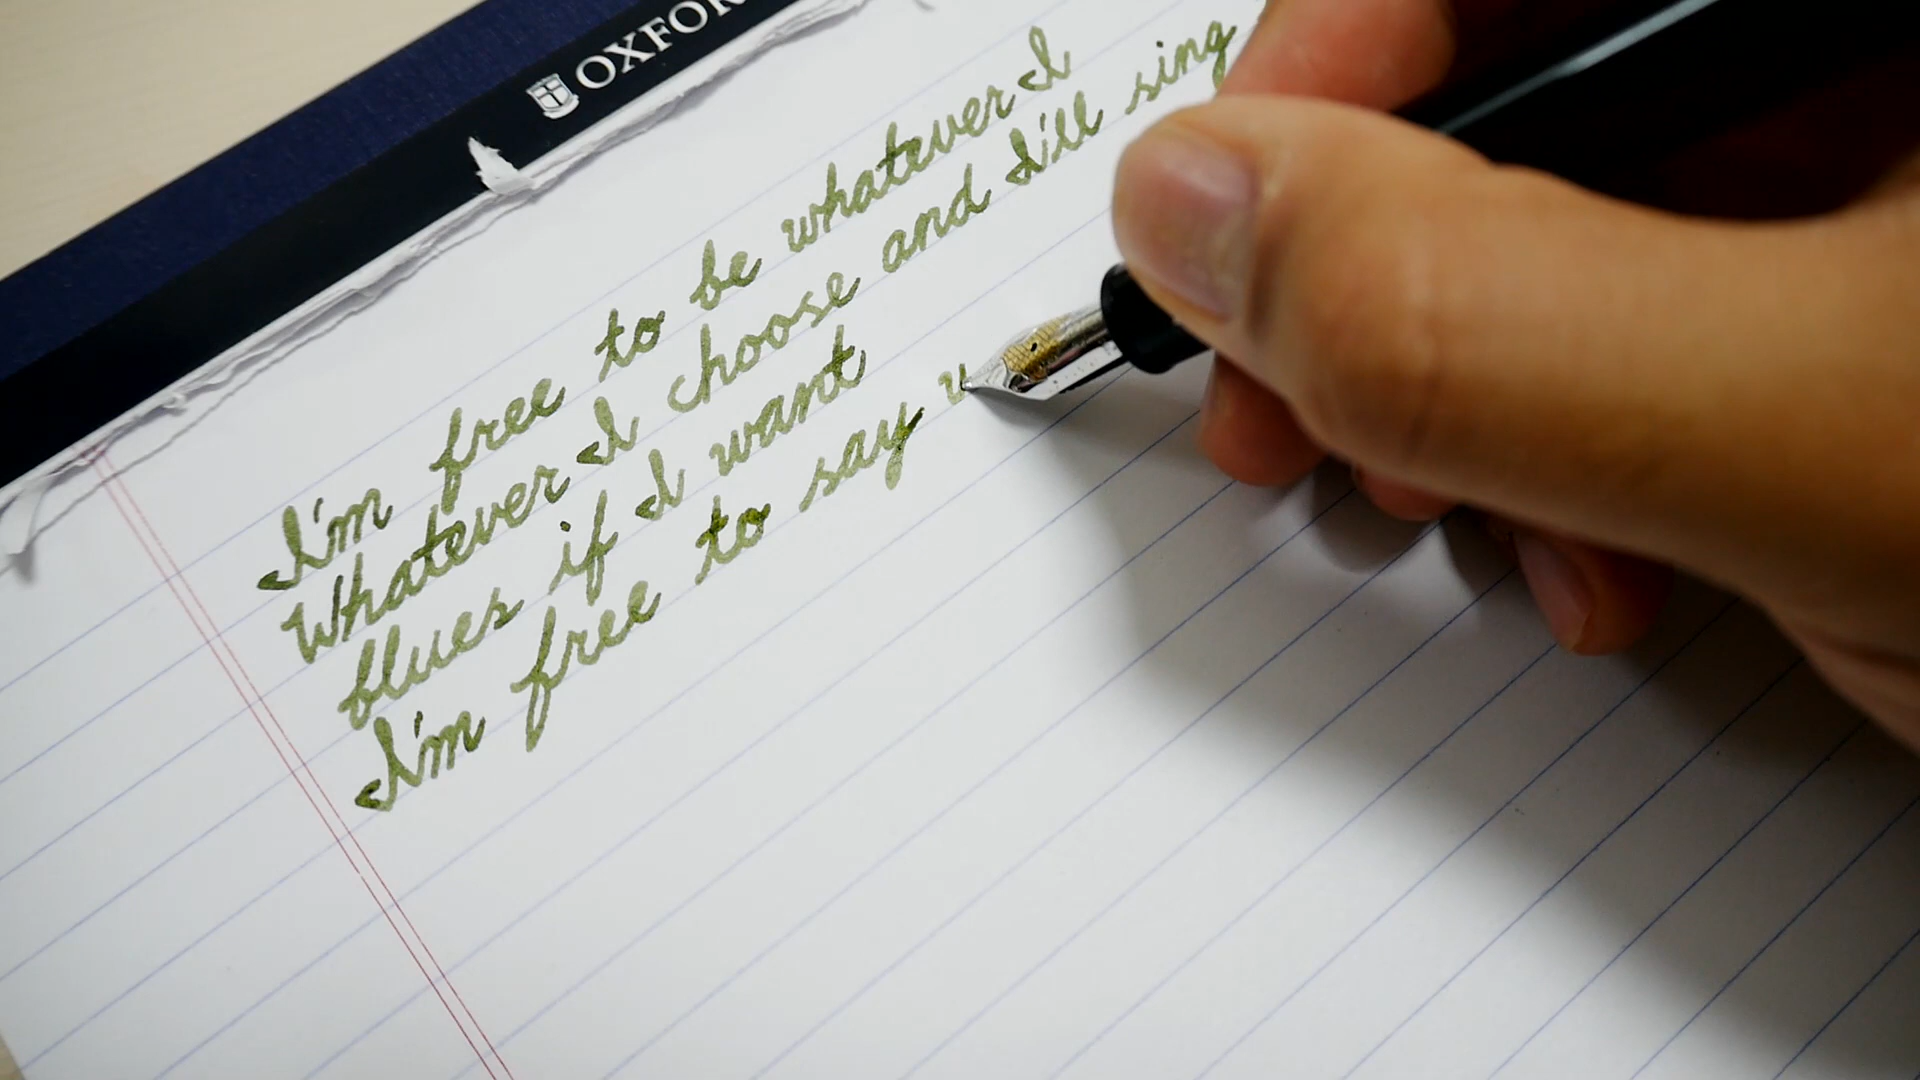 OXFOR
I'm free to be whatever I
Whatever I choose and I'll sing
blues if I want
I'm free to say w